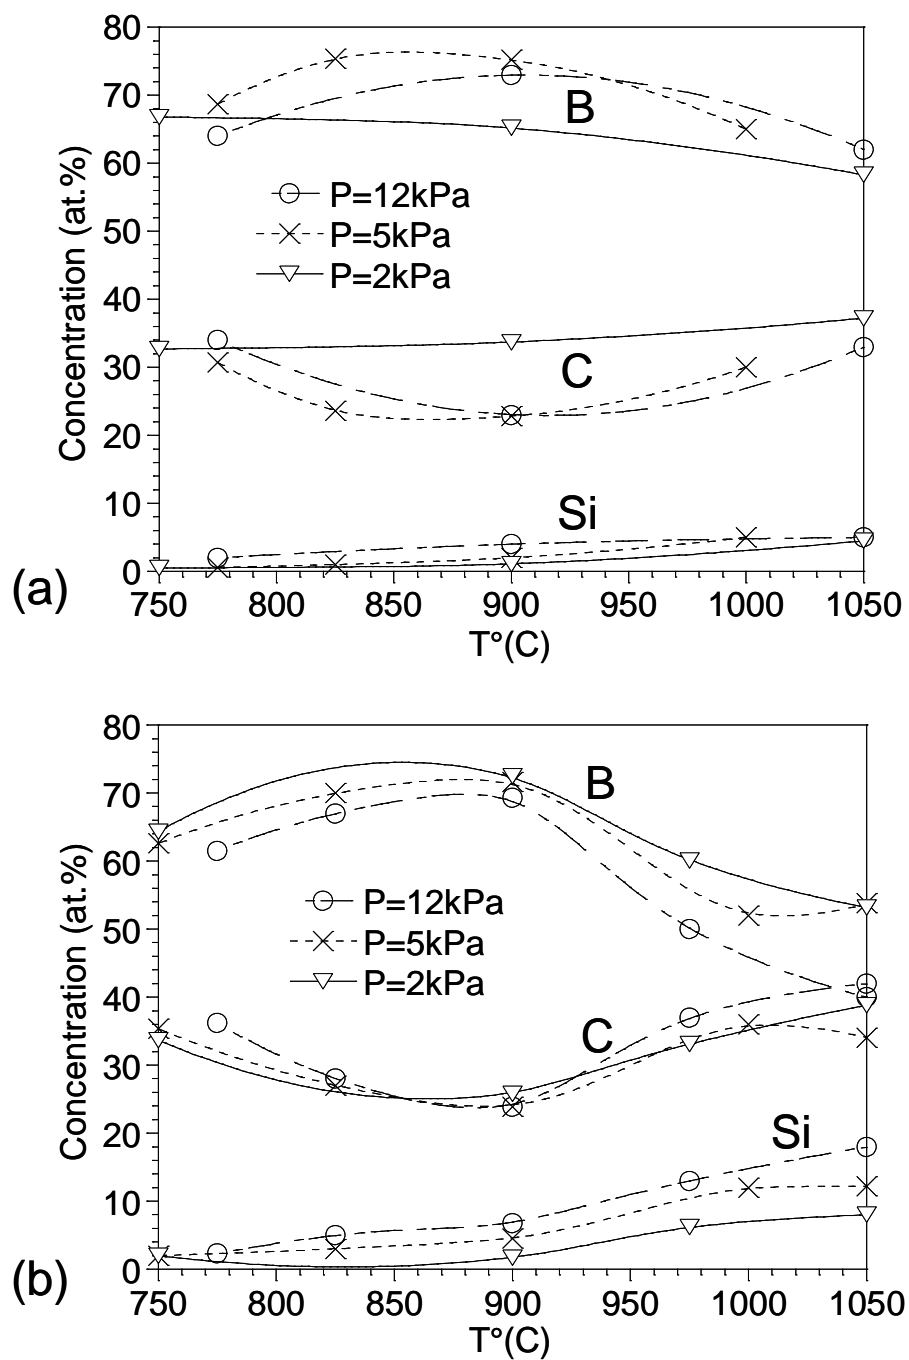 80
70
60
50
40
30
20
10
0
Concentration (at.%)
B
P=12kPa
P=5kPa
P=2kPa
C
Si
(a)
750 800 850 900 950 1000 1050
T°(C)
80
70
60
50
40
30
20
10
0
Concentration (at.%)
B
P=12kPa
P=5kPa
P=2kPa
C
Si
(b)
750 800 850 900 950 1000 1050
T°(C)